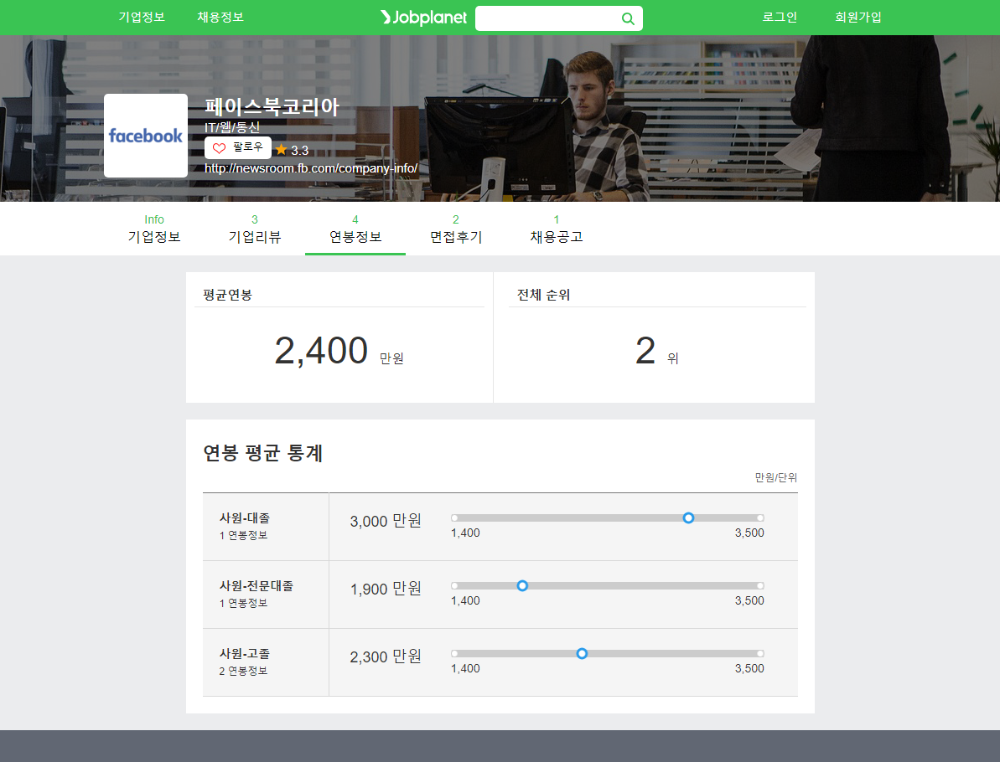 기업정보 채용정보 Jobplanet 로그인 회원가입
facebook
페이스북코리아
IT/웹/통신
팔로우 3.3
http://newsroom.fb.com/company-info/
Info 3 4 2 1
기업정보 기업리뷰 연봉정보 면접후기 채용공고
평균연봉 전체 순위
2,400 만원 2 위
연봉 평균 통계
만원/단위
사원-대졸 3,000 만원
1 연봉정보 1,400 3,500
사원-전문대졸 1,900 만원
1 연봉정보 1,400 3,500
사원-고졸 2,300 만원
2 연봉정보 1,400 3,500